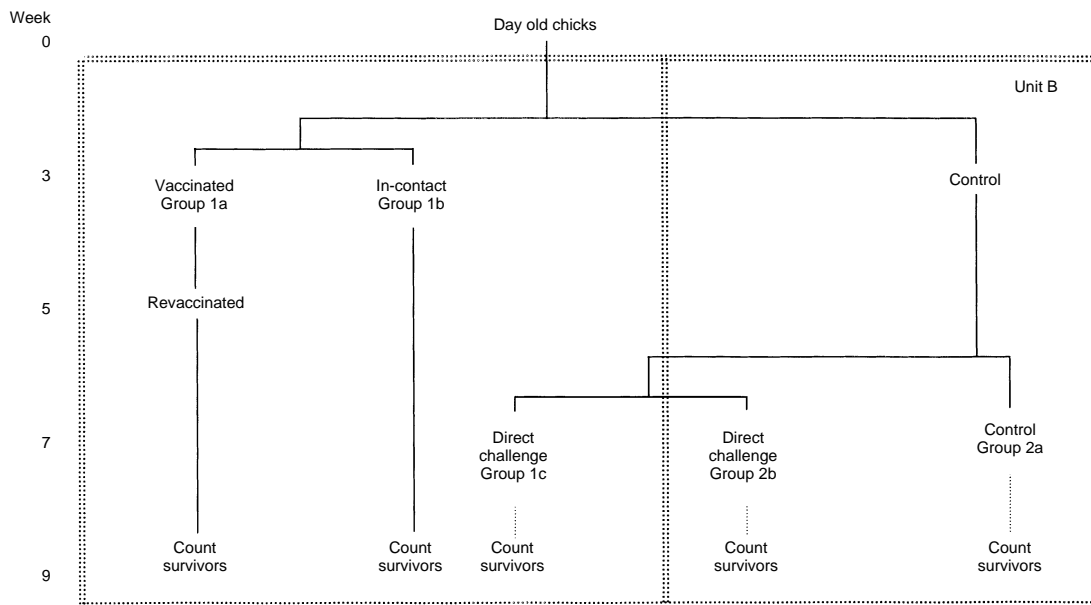 Week
Day old chicks
0
Unit B
3
Vaccinated
Group 1a
In-contact
Group 1b
Control
Revaccinated
5
7
Direct
challenge
Group 1c
Direct
challenge
Group 2b
Control
Group 2a
Count
survivors
Count
survivors
Count
survivors
Count
survivors
Count
survivors
9